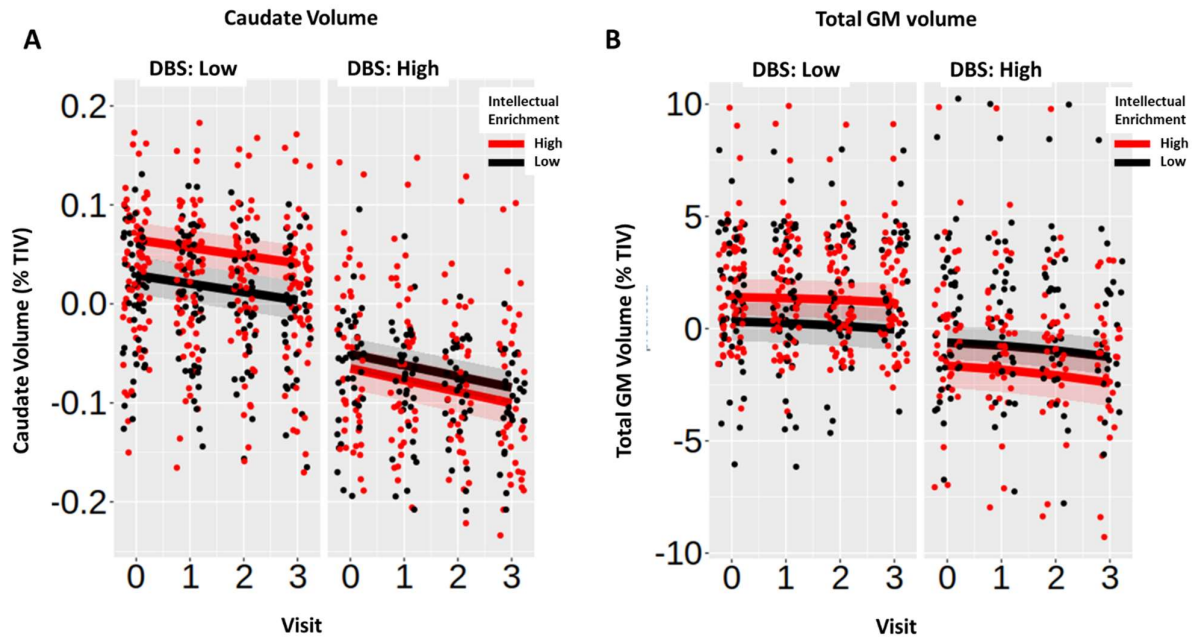 Caudate Volume
A
DBS: Low
DBS: High
Intellectual
Enrichment
High
Low
Caudate Volume (% TIV)
0.2
0.1
0.0
-0.1
-0.2
0 1 2 3 0 1 2 3
Visit
Total GM volume
B
DBS: Low
DBS: High
Intellectual
Enrichment
High
Low
Total GM Volume (% TIV)
10
5
0
-5
-10
0 1 2 3 0 1 2 3
Visit